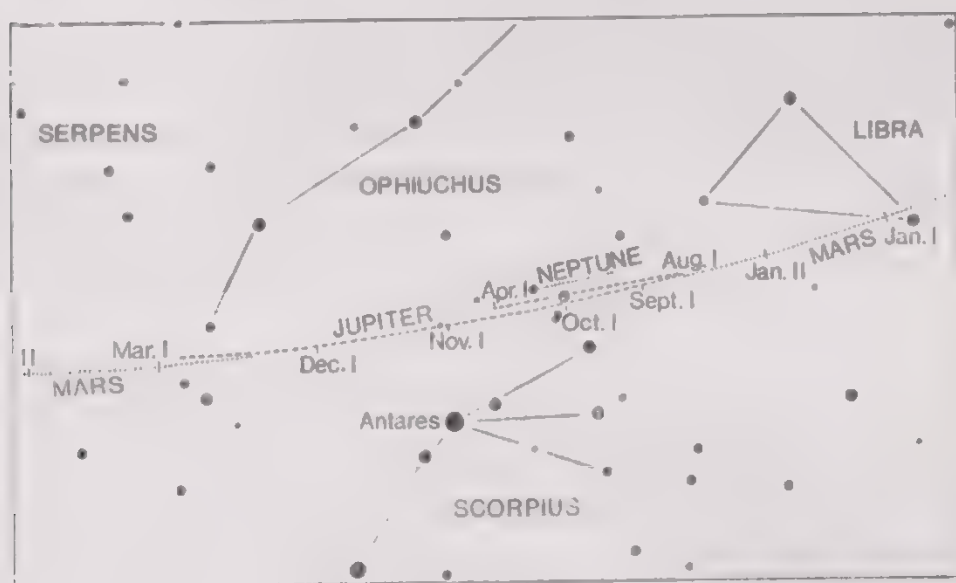 SERPENS
LIBRA
OPHIUCHUS
MARS
Jan. I
NEPTUNE
Aug. I
Jan. II
Apr. I
Sept. I
JUPITER
Oct. I
Nov. I
II
Mar. I
Dec. I
MARS
Antares
SCORPIUS